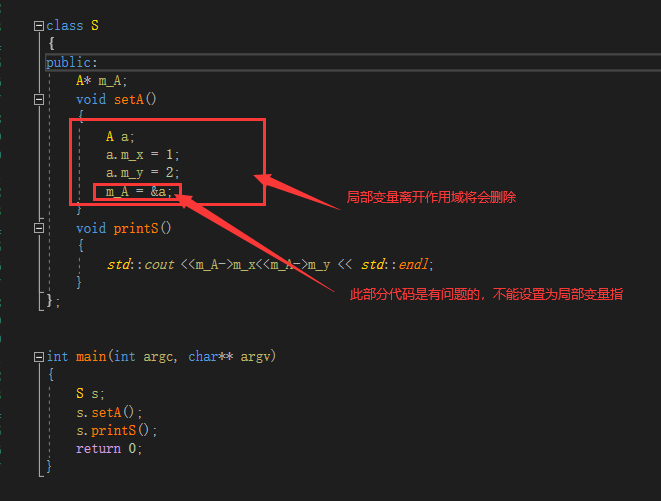 class S
{
public:
A* m_A;
void setA()
{
A a;
a.m_x = 1;
a.m_y = 2;
m_A = &a;
}
局部变量离开作用域将会删除
void printS()
{
std::cout <<m_A->m_x<<m_A->m_y << std::endl;
}
此部分代码是有问题的，不能设置为局部变量指
};
int main(int argc, char** argv)
{
S s;
s.setA();
s.printS();
return 0;
}